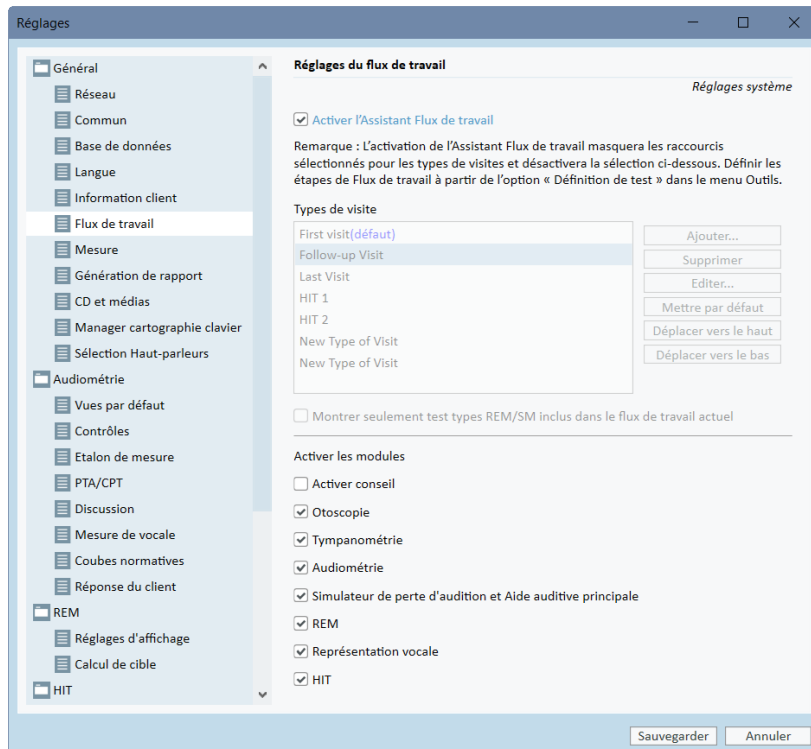 Réglages
Général
Réseau
Commun
Base de données
Langue
Information client
Flux de travail
Mesure
Génération de rapport
CD et médias
Manager cartographie clavier
Sélection Haut-parleurs
Audiométrie
Vues par défaut
Contrôles
Etalon de mesure
PTA/CPT
Discussion
Mesure de vocale
Coubes normatives
Réponse du client
REM
Réglages d'affichage
Calcul de cible
HIT
Réglages du flux de travail
Réglages système
Activer l’Assistant Flux de travail
Remarque : L’activation de l’Assistant Flux de travail masquera les raccourcis
sélectionnés pour les types de visites et désactivera la sélection ci-dessous. Définir les
étapes de Flux de travail à partir de l’option « Définition de test » dans le menu Outils.
Types de visite
First visit(défaut)
Follow-up Visit
Last Visit
HIT 1
HIT 2
New Type of Visit
New Type of Visit
Ajouter...
Supprimer
Editer...
Mettre par défaut
Déplacer vers le haut
Déplacer vers le bas
Montrer seulement test types REM/SM inclus dans le flux de travail actuel
Activer les modules
Activer conseil
Otoscopie
Tympanométrie
Audiométrie
Simulateur de perte d'audition et Aide auditive principale
REM
Représentation vocale
HIT
Sauvegarder
Annuler